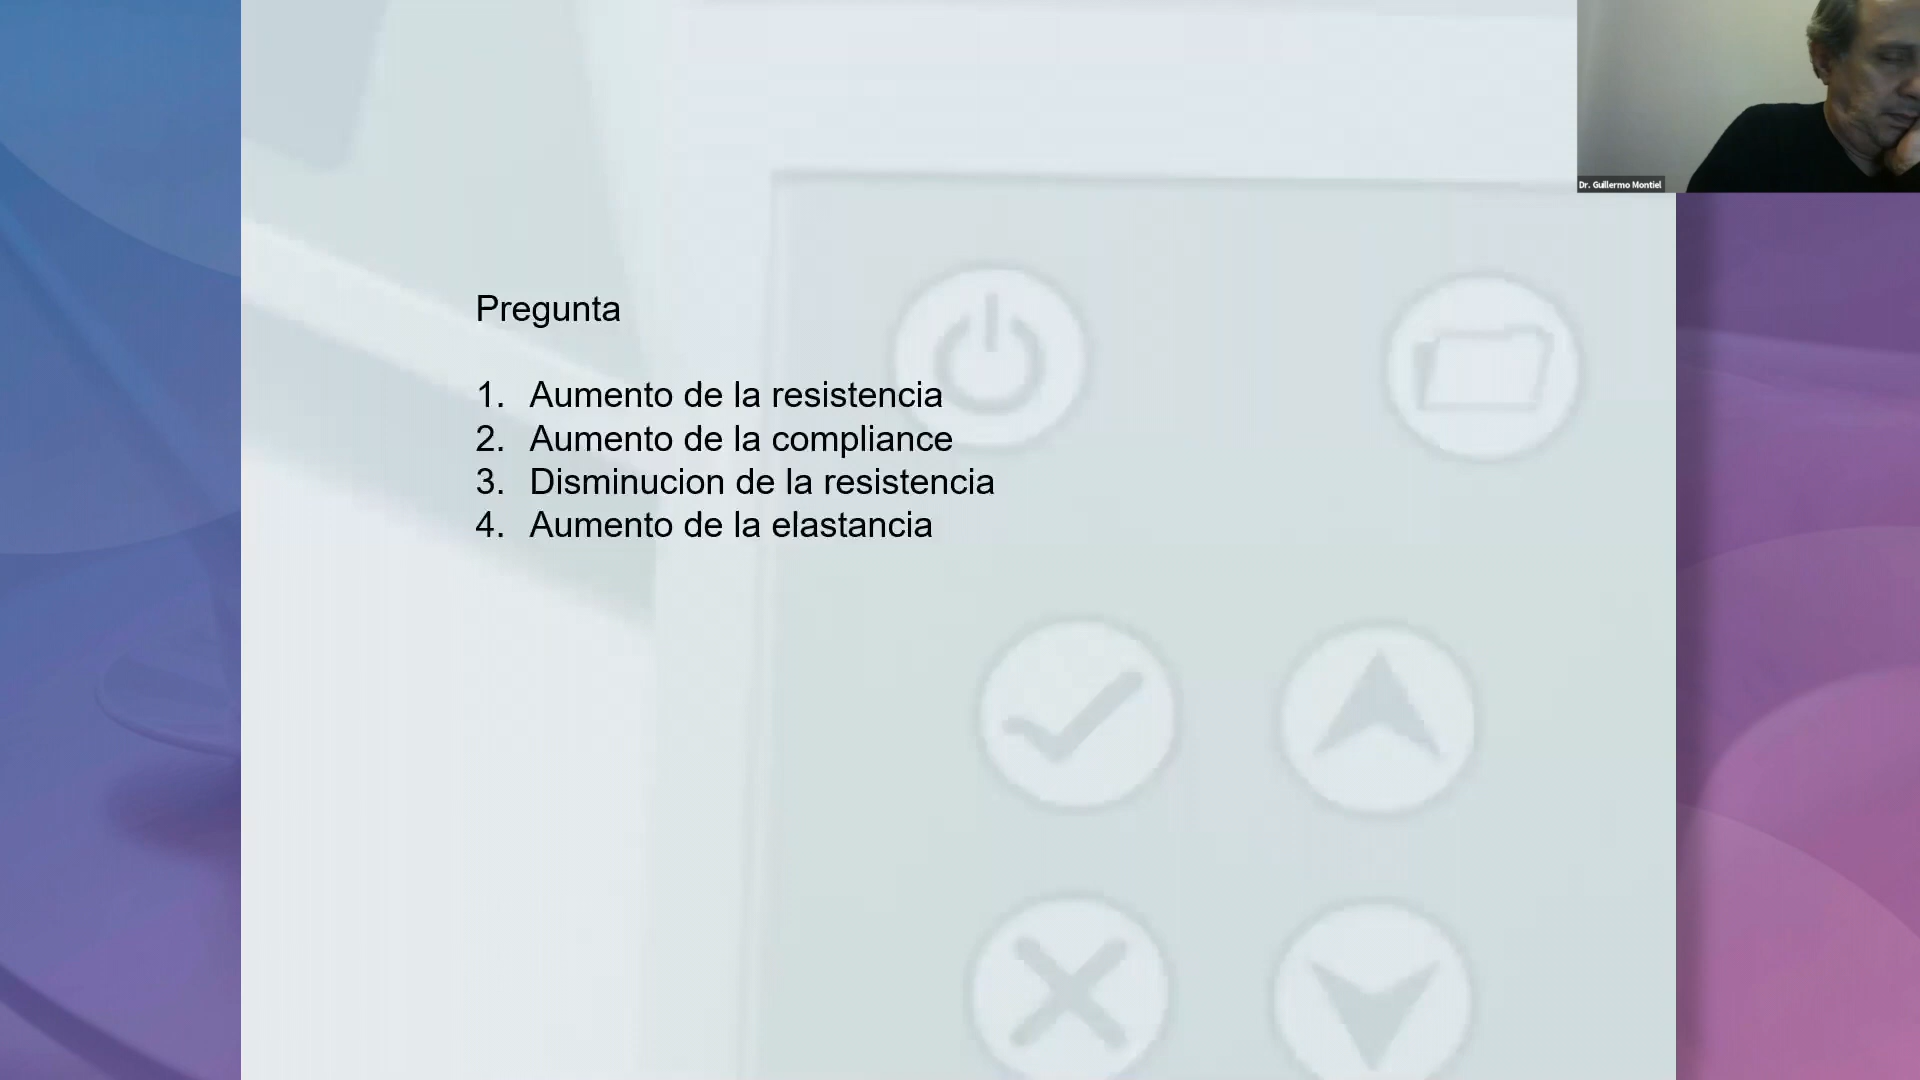 Dr. Guillermo Montiel
Pregunta
1. Aumento de la resistencia
2. Aumento de la compliance
3. Disminucion de la resistencia
4. Aumento de la elastancia